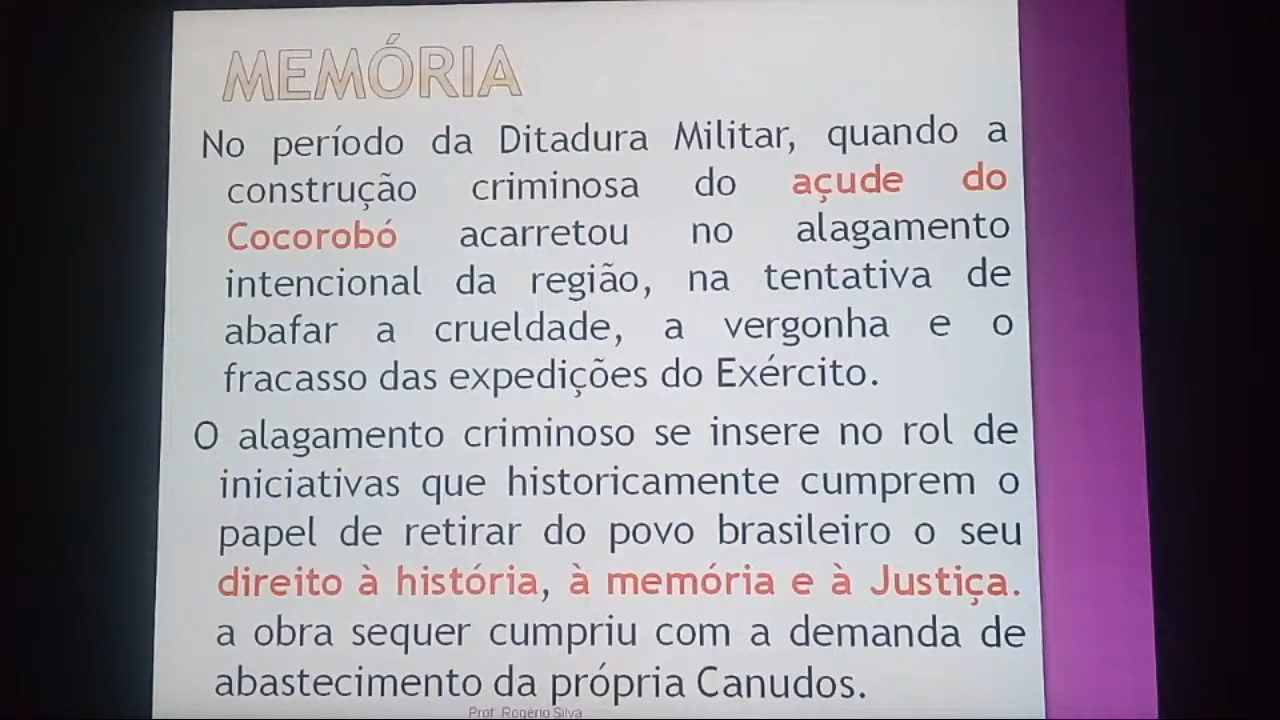 MEMÓRIA
No período da Ditadura Militar, quando a
construção criminosa do açude do
Cocorobó acarretou no alagamento
intencional da região, na tentativa de
abafar a crueldade, a vergonha e o
fracasso das expedições do Exército.
O alagamento criminoso se insere no rol de
iniciativas que historicamente cumprem o
papel de retirar do povo brasileiro o seu
direito à história, à memória e à Justiça.
a obra sequer cumpriu com a demanda de
abastecimento da própria Canudos.
Prof. Rogério Silva